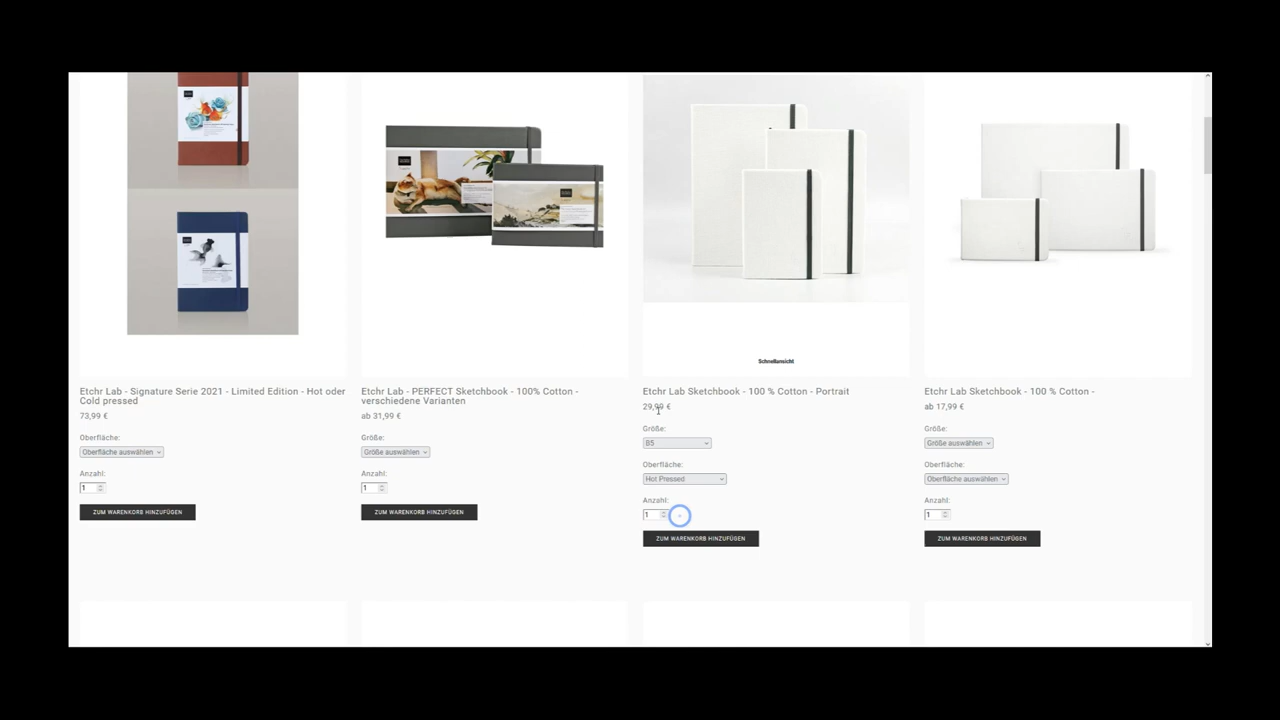 Schnellansicht
Etchr Lab - Signature Serie 2021 - Limited Edition - Hot oder
Cold pressed
73,99 €
Oberfläche:
Oberfläche auswählen
Anzahl:
1
ZUM WARENKORB HINZUFÜGEN
Etchr Lab - PERFECT Sketchbook - 100% Cotton -
verschiedene Varianten
ab 31,99 €
Größe:
Größe auswählen
Anzahl:
1
ZUM WARENKORB HINZUFÜGEN
Etchr Lab Sketchbook - 100 % Cotton - Portrait
29,99 €
Größe:
B5
Oberfläche:
Hot Pressed
Anzahl:
1
ZUM WARENKORB HINZUFÜGEN
Etchr Lab Sketchbook - 100 % Cotton -
ab 17,99 €
Größe:
Größe auswählen
Oberfläche:
Oberfläche auswählen
Anzahl:
1
ZUM WARENKORB HINZUFÜGEN